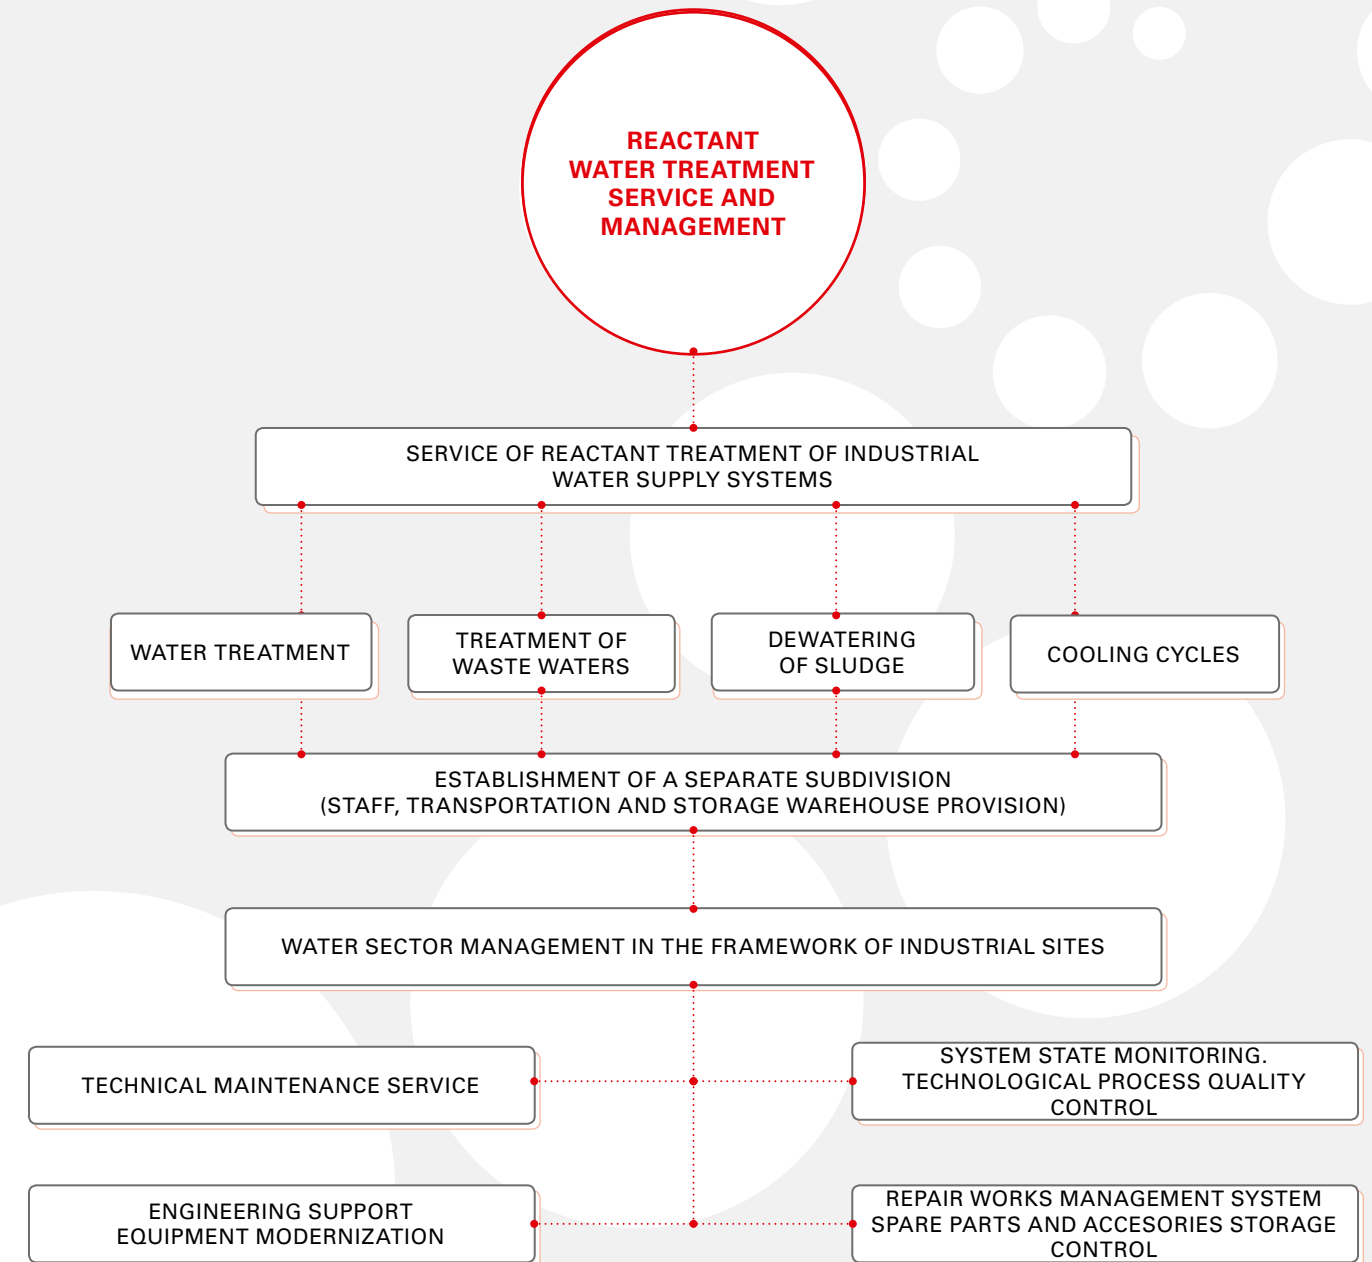 REACTANT
WATER TREATMENT
SERVICE AND
MANAGEMENT
SERVICE OF REACTANT TREATMENT OF INDUSTRIAL
WATER SUPPLY SYSTEMS
WATER TREATMENT
TREATMENT OF
WASTE WATERS
DEWATERING
OF SLUDGE
COOLING CYCLES
ESTABLISHMENT OF A SEPARATE SUBDIVISION
(STAFF, TRANSPORTATION AND STORAGE WAREHOUSE PROVISION)
WATER SECTOR MANAGEMENT IN THE FRAMEWORK OF INDUSTRIAL SITES
TECHNICAL MAINTENANCE SERVICE
SYSTEM STATE MONITORING.
TECHNOLOGICAL PROCESS QUALITY
CONTROL
ENGINEERING SUPPORT
EQUIPMENT MODERNIZATION
REPAIR WORKS MANAGEMENT SYSTEM
SPARE PARTS AND ACCESORIES STORAGE
CONTROL